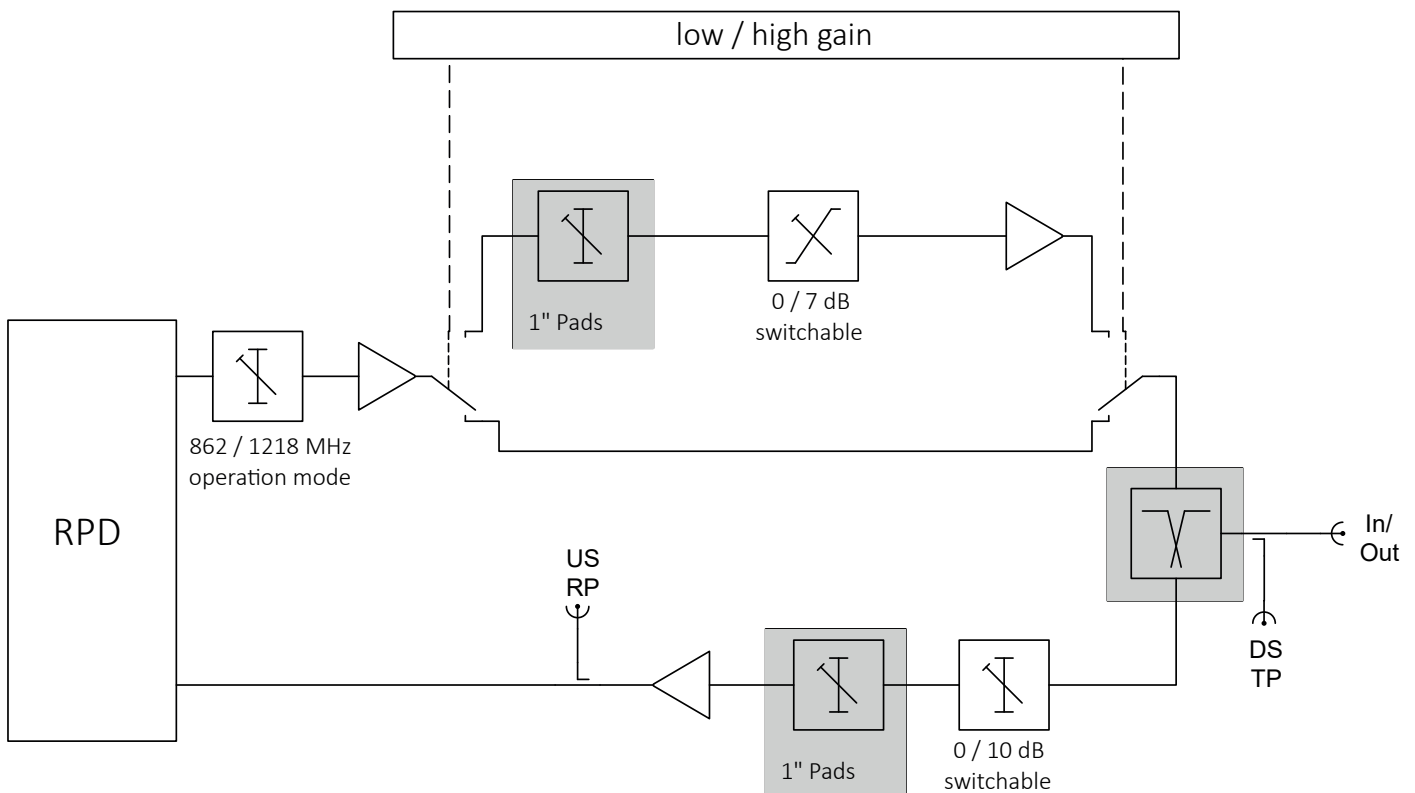 low / high gain
1" Pads
0 / 7 dB
switchable
862 / 1218 MHz
operation mode
RPD
US
RP
In/
Out
DS
TP
1" Pads
0 / 10 dB
switchable